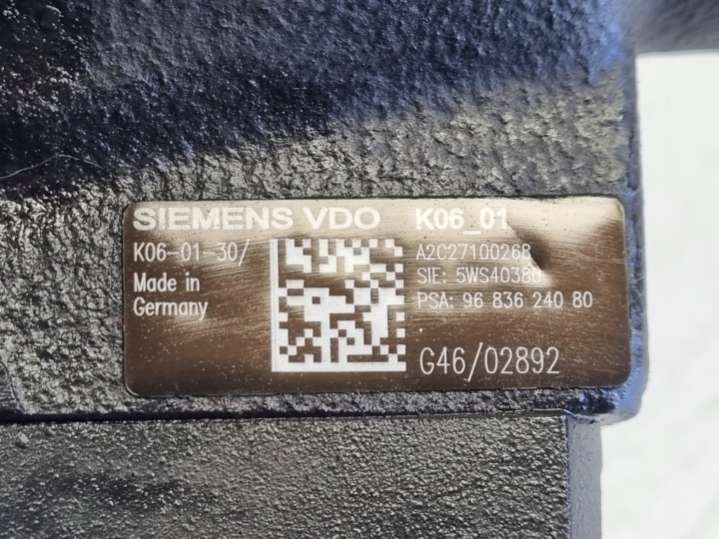 SIEMENS VDO K06_01
K06-01-30/ A2C27100268
Made in SIE: 5WS40380
Germany PSA: 96 836 240 80
G46/02892